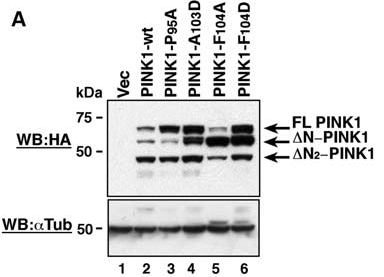 A
Vec
PINK1-wt
PINK1-P95A
PINK1-A103D
PINK1-F104A
PINK1-F104D
kDa
75
50
WB:HA
FL PINK1
ΔN-PINK1
ΔN2-PINK1
WB:αTub
50
1 2 3 4 5 6